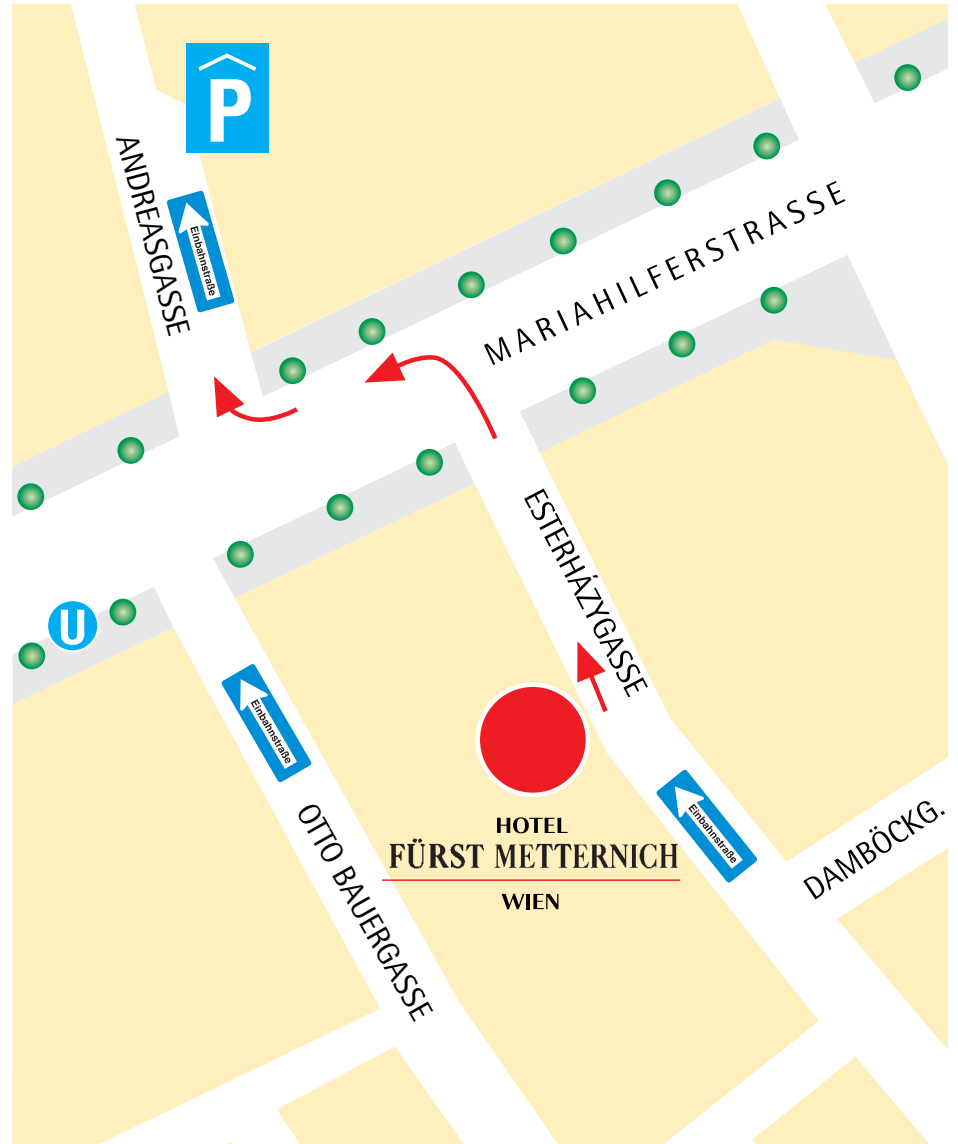 P
ANDREASGASSE
Einbahnstraße
MARIAHILFERSTRASSE
ESTERHÁZYGASSE
U
Einbahnstraße
OTTO BAUERGASSE
HOTEL
FÜRST METTERNICH
WIEN
Einbahnstraße
DAMBÖCKG.